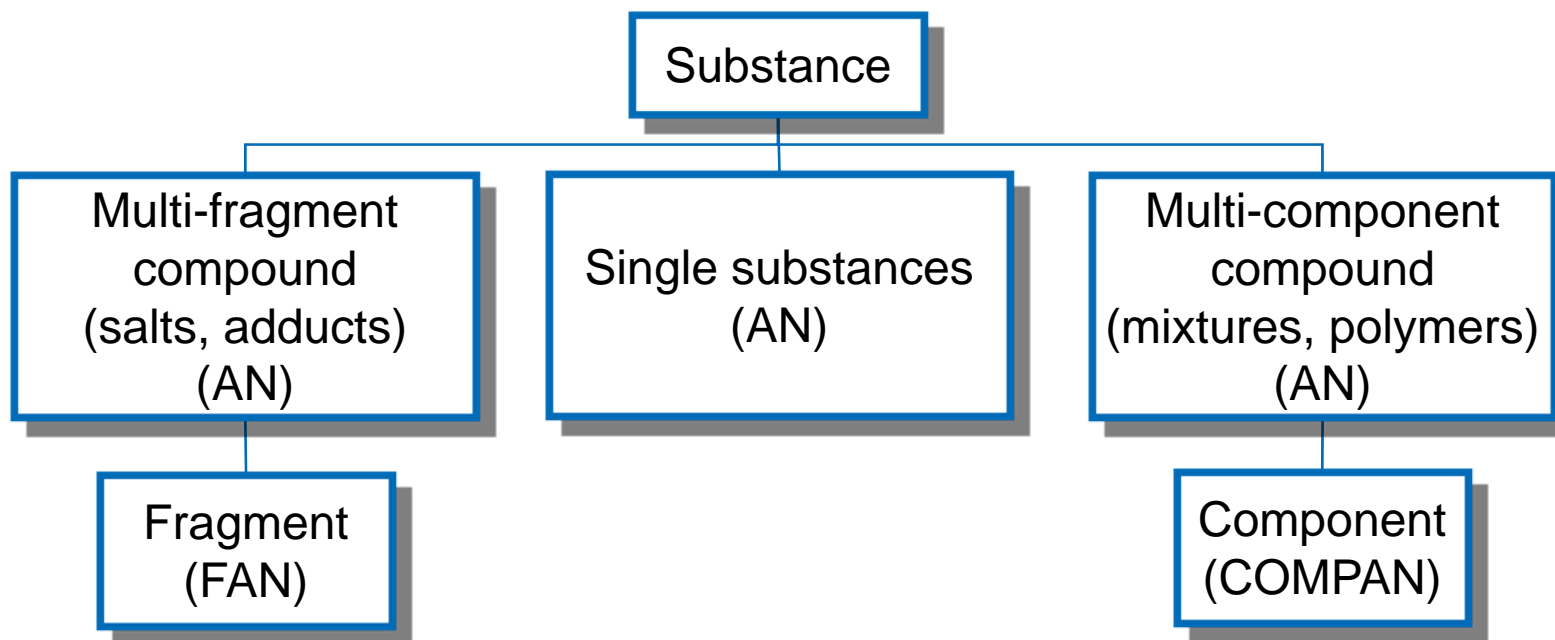 Substance
Multi-fragment
compound
(salts, adducts)
(AN)
Single substances
(AN)
Multi-component
compound
(mixtures, polymers)
(AN)
Fragment
(FAN)
Component
(COMPAN)